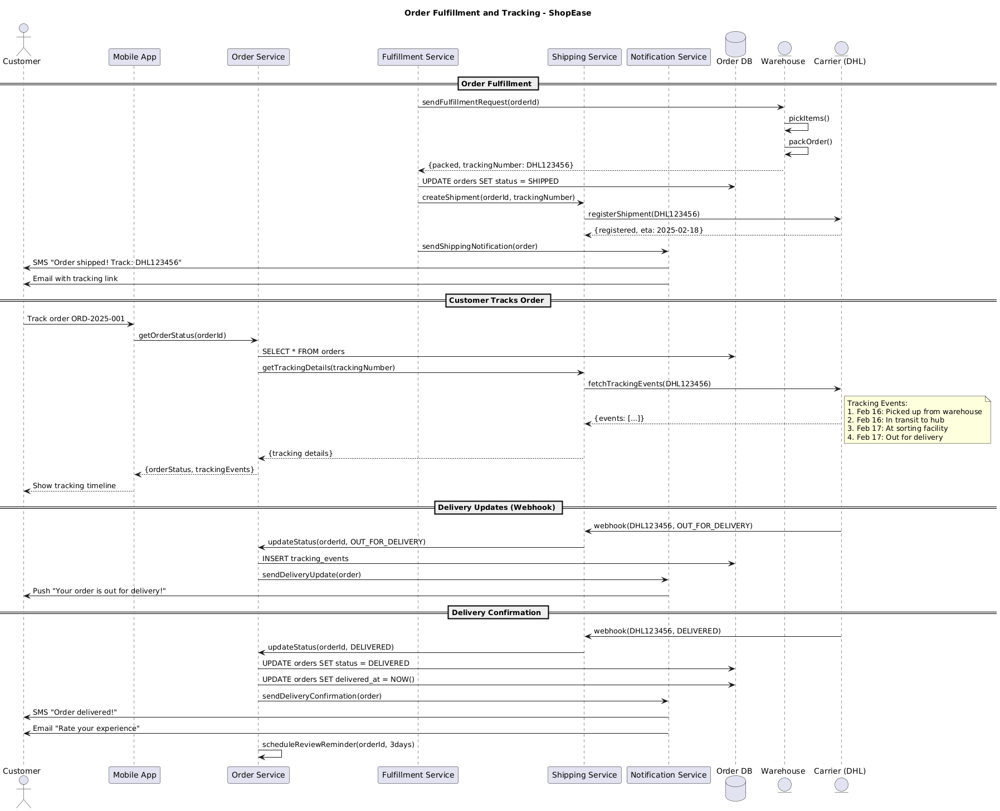 Order Fulfillment and Tracking - ShopEase
Customer
Mobile App
Order Service
Fulfillment Service
Shipping Service
Notification Service
Order DB
Warehouse
Carrier (DHL)
Order Fulfillment
sendFulfillmentRequest(orderId)
pickItems()
packOrder()
{packed, trackingNumber: DHL123456}
UPDATE orders SET status = SHIPPED
createShipment(orderId, trackingNumber)
registerShipment(DHL123456)
{registered, eta: 2025-02-18}
sendShippingNotification(order)
SMS "Order shipped! Track: DHL123456"
Email with tracking link
Customer Tracks Order
Track order ORD-2025-001
getOrderStatus(orderId)
SELECT * FROM orders
getTrackingDetails(trackingNumber)
fetchTrackingEvents(DHL123456)
Tracking Events:
1. Feb 16: Picked up from warehouse
2. Feb 16: In transit to hub
3. Feb 17: At sorting facility
4. Feb 17: Out for delivery
{events: [...]}
{tracking details}
{orderStatus, trackingEvents}
Show tracking timeline
Delivery Updates (Webhook)
webhook(DHL123456, OUT_FOR_DELIVERY)
updateStatus(orderId, OUT_FOR_DELIVERY)
INSERT tracking_events
sendDeliveryUpdate(order)
Push "Your order is out for delivery!"
Delivery Confirmation
webhook(DHL123456, DELIVERED)
updateStatus(orderId, DELIVERED)
UPDATE orders SET status = DELIVERED
UPDATE orders SET delivered_at = NOW()
sendDeliveryConfirmation(order)
SMS "Order delivered!"
Email "Rate your experience"
scheduleReviewReminder(orderId, 3days)
Customer
Mobile App
Order Service
Fulfillment Service
Shipping Service
Notification Service
Order DB
Warehouse
Carrier (DHL)